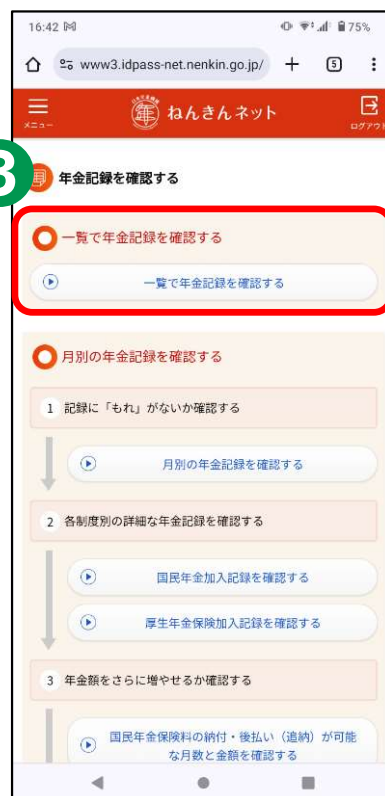 16:42 75%
www3.idpass-net.nenkin.go.jp/ 5
メニュー ねんきんネット ログアウト
3 年金記録を確認する
一覧で年金記録を確認する
一覧で年金記録を確認する
月別の年金記録を確認する
1 記録に「もれ」がないか確認する
月別の年金記録を確認する
2 各制度別の詳細な年金記録を確認する
国民年金加入記録を確認する
厚生年金保険加入記録を確認する
3 年金額をさらに増やせるか確認する
国民年金保険料の納付・後払い（追納）が可能
な月数と金額を確認する